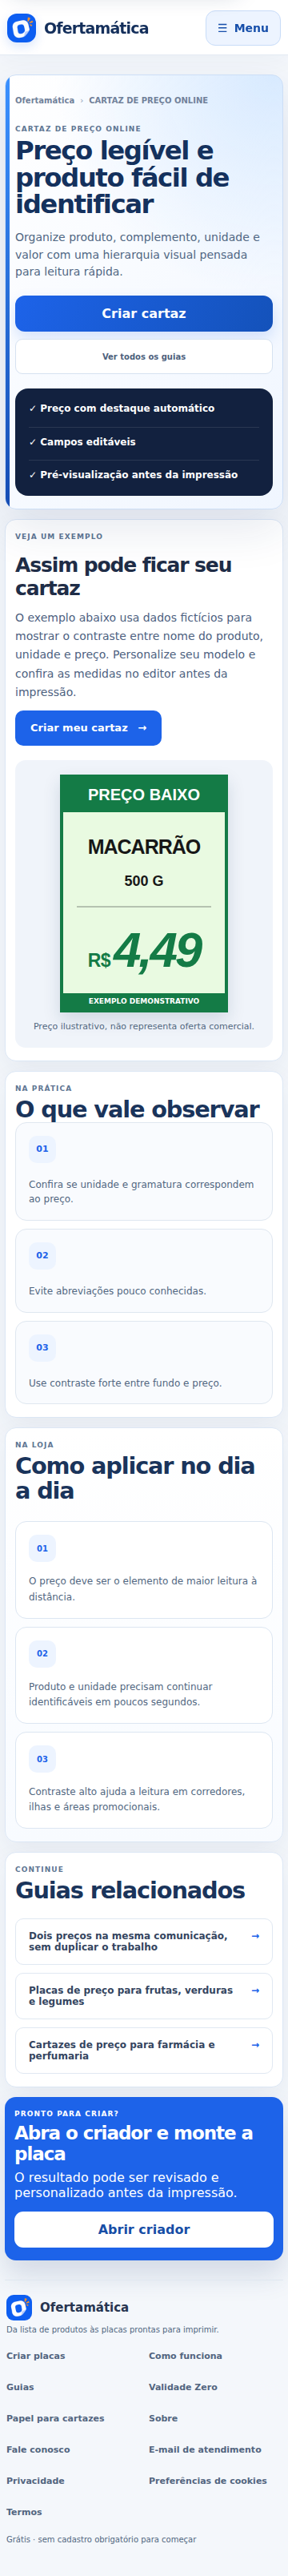 Ofertamática
☰ Menu
Ofertamática › CARTAZ DE PREÇO ONLINE
CARTAZ DE PREÇO ONLINE
Preço legível e
produto fácil de
identificar
Organize produto, complemento, unidade e
valor com uma hierarquia visual pensada
para leitura rápida.
Criar cartaz
Ver todos os guias
✓ Preço com destaque automático
✓ Campos editáveis
✓ Pré-visualização antes da impressão
VEJA UM EXEMPLO
Assim pode ficar seu
cartaz
O exemplo abaixo usa dados fictícios para
mostrar o contraste entre nome do produto,
unidade e preço. Personalize seu modelo e
confira as medidas no editor antes da
impressão.
Criar meu cartaz →
PREÇO BAIXO
MACARRÃO
500 G
R$ 4,49
EXEMPLO DEMONSTRATIVO
Preço ilustrativo, não representa oferta comercial.
NA PRÁTICA
O que vale observar
01
Confira se unidade e gramatura correspondem
ao preço.
02
Evite abreviações pouco conhecidas.
03
Use contraste forte entre fundo e preço.
NA LOJA
Como aplicar no dia
a dia
01
O preço deve ser o elemento de maior leitura à
distância.
02
Produto e unidade precisam continuar
identificáveis em poucos segundos.
03
Contraste alto ajuda a leitura em corredores,
ilhas e áreas promocionais.
CONTINUE
Guias relacionados
Dois preços na mesma comunicação,
sem duplicar o trabalho →
Placas de preço para frutas, verduras
e legumes →
Cartazes de preço para farmácia e
perfumaria →
PRONTO PARA CRIAR?
Abra o criador e monte a
placa
O resultado pode ser revisado e
personalizado antes da impressão.
Abrir criador
Ofertamática
Da lista de produtos às placas prontas para imprimir.
Criar placas
Como funciona
Guias
Validade Zero
Papel para cartazes
Sobre
Fale conosco
E-mail de atendimento
Privacidade
Preferências de cookies
Termos
Grátis · sem cadastro obrigatório para começar